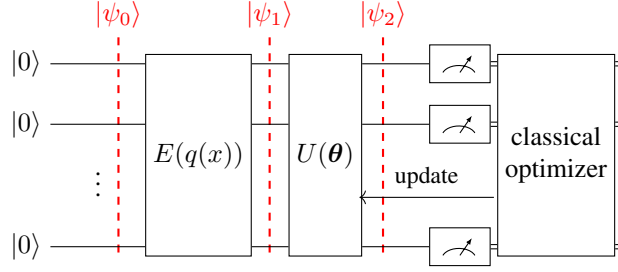 |ψ₀⟩ |ψ₁⟩ |ψ₂⟩
|0⟩
|0⟩
E(q(x)) U(𝜽) classical
optimizer
update
⋮
|0⟩